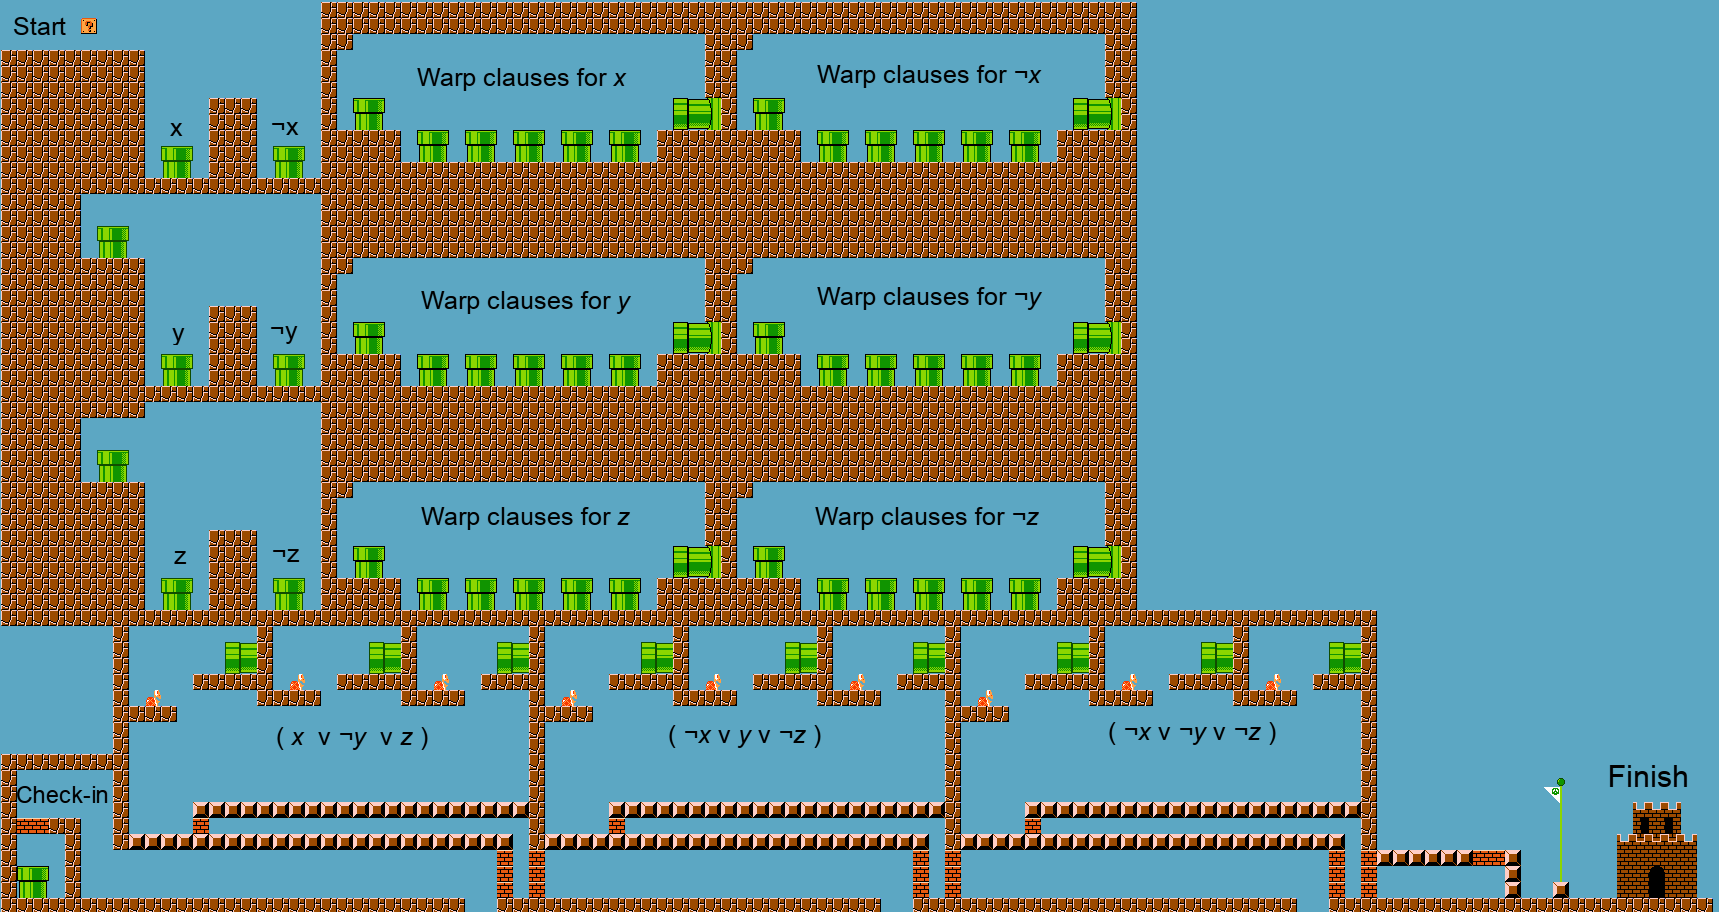 Start
?
Warp clauses for x
Warp clauses for ¬x
x
¬x
Warp clauses for y
Warp clauses for ¬y
y
¬y
Warp clauses for z
Warp clauses for ¬z
z
¬z
( x v ¬y v z )
( ¬x v y v ¬z )
( ¬x v ¬y v ¬z )
Check-in
Finish